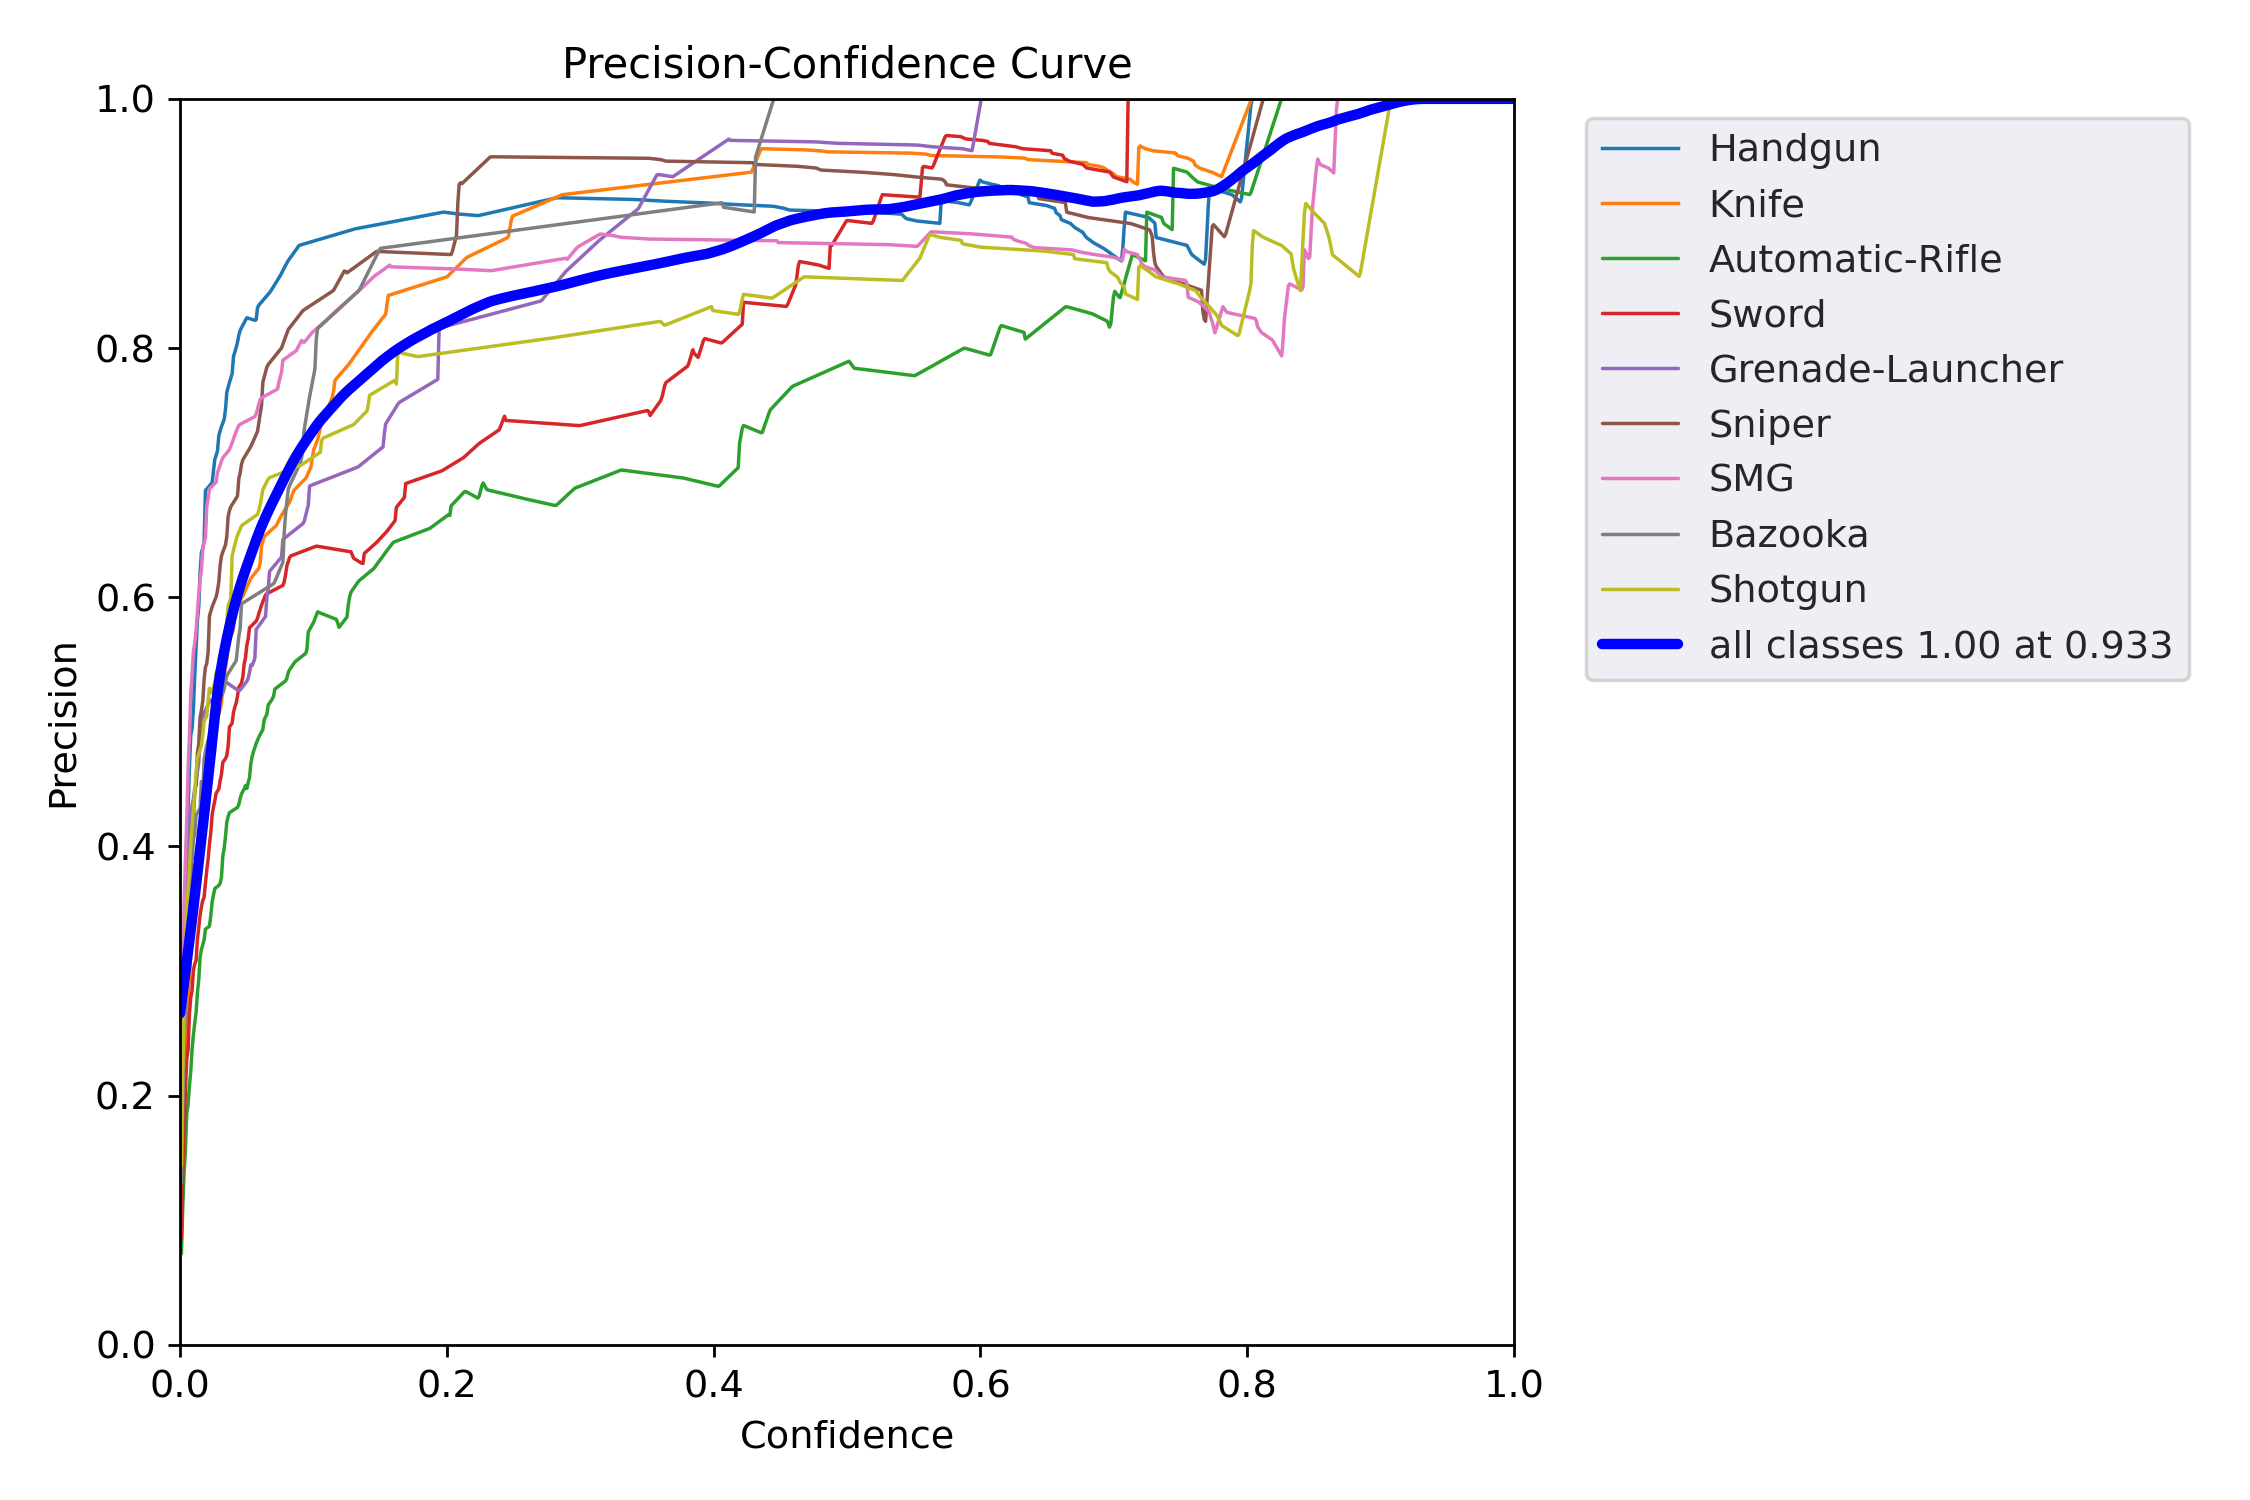 Precision-Confidence Curve
1.0
0.8
0.6
0.4
0.2
0.0
Precision
0.0 0.2 0.4 0.6 0.8 1.0
Confidence
Handgun
Knife
Automatic-Rifle
Sword
Grenade-Launcher
Sniper
SMG
Bazooka
Shotgun
all classes 1.00 at 0.933